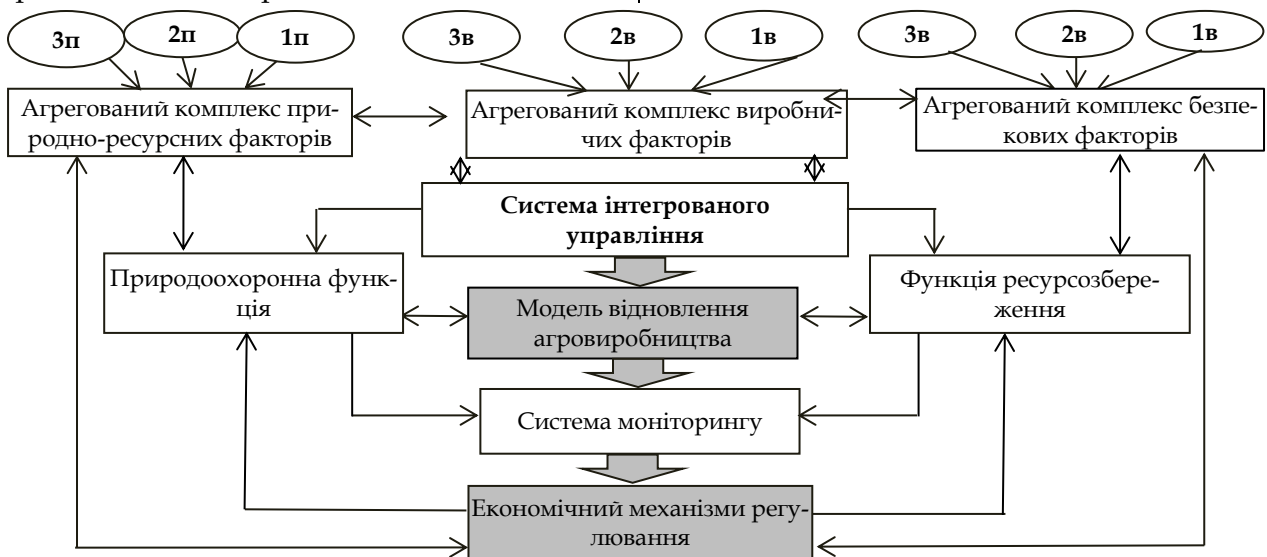 3п
2п
1п
3в
2в
1в
3в
2в
1в
Агрегований комплекс при-
родно-ресурсних факторів
Агрегований комплекс виробни-
чих факторів
Агрегований комплекс безпе-
кових факторів
Система інтегрованого
управління
Природоохоронна функ-
ція
Модель відновлення
агровиробництва
Функція ресурсозбере-
ження
Система моніторингу
Економічний механізми регу-
лювання